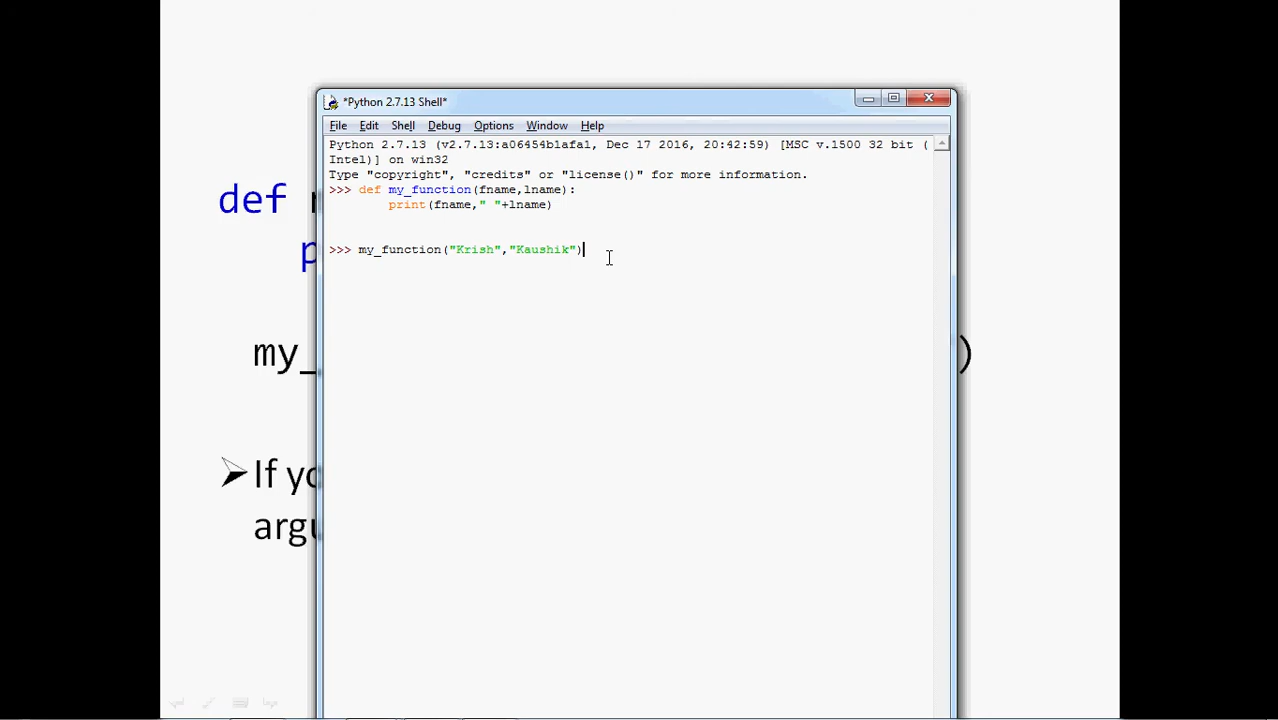 *Python 2.7.13 Shell*
File Edit Shell Debug Options Window Help
Python 2.7.13 (v2.7.13:a06454b1afa1, Dec 17 2016, 20:42:59) [MSC v.1500 32 bit (
Intel)] on win32
Type "copyright", "credits" or "license()" for more information.
>>> def my_function(fname,lname):
print(fname," "+lname)
>>> my_function("Krish","Kaushik")
def
my_ )
If